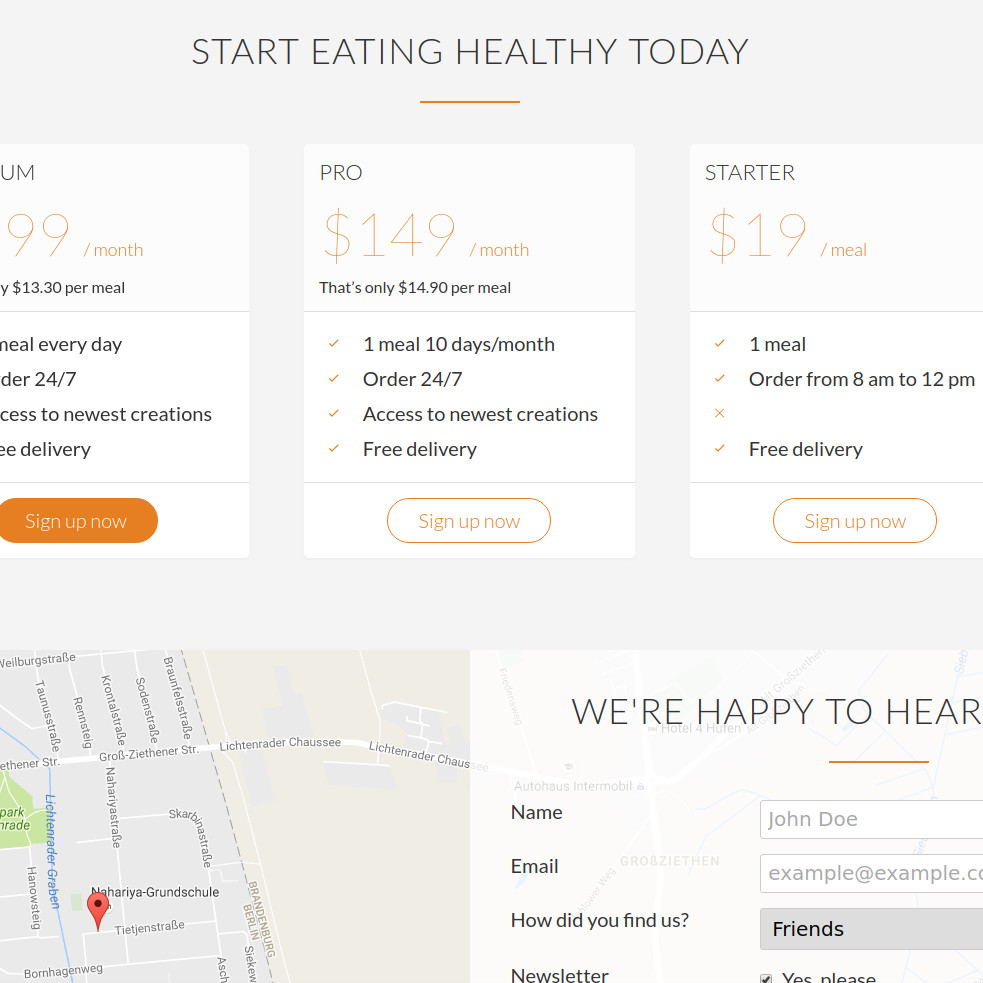 START EATING HEALTHY TODAY
UM
99 / month
y $13.30 per meal
meal every day
der 24/7
cess to newest creations
ee delivery
Sign up now
PRO
$149 / month
That's only $14.90 per meal
1 meal 10 days/month
Order 24/7
Access to newest creations
Free delivery
Sign up now
STARTER
$19 / meal
1 meal
Order from 8 am to 12 pm
Free delivery
Sign up now
Weilburgstraße
Braunfelsstraße
Krontalstraße
Sodenstraße
Taunusstraße
Rennsteig
ethener Str.
Groß-Ziethener Str.
Lichtenrader Chaussee
Lichtenrader Chaussee
Nahariyastraße
Skarbinastraße
park
nrade
Lichtenrader Graben
Hanowsteig
Nahariya-Grundschule
Tietjenstraße
BRANDENBURG
BERLIN
Bornhagenweg
Asch
Siekew
Friedensweg
WE'RE HAPPY TO HEAR
Hotel 4 Hufen
Autohaus Intermobil
GROßZIETHEN
Name
John Doe
Email
example@example.co
How did you find us?
Friends
Newsletter
Yes, please